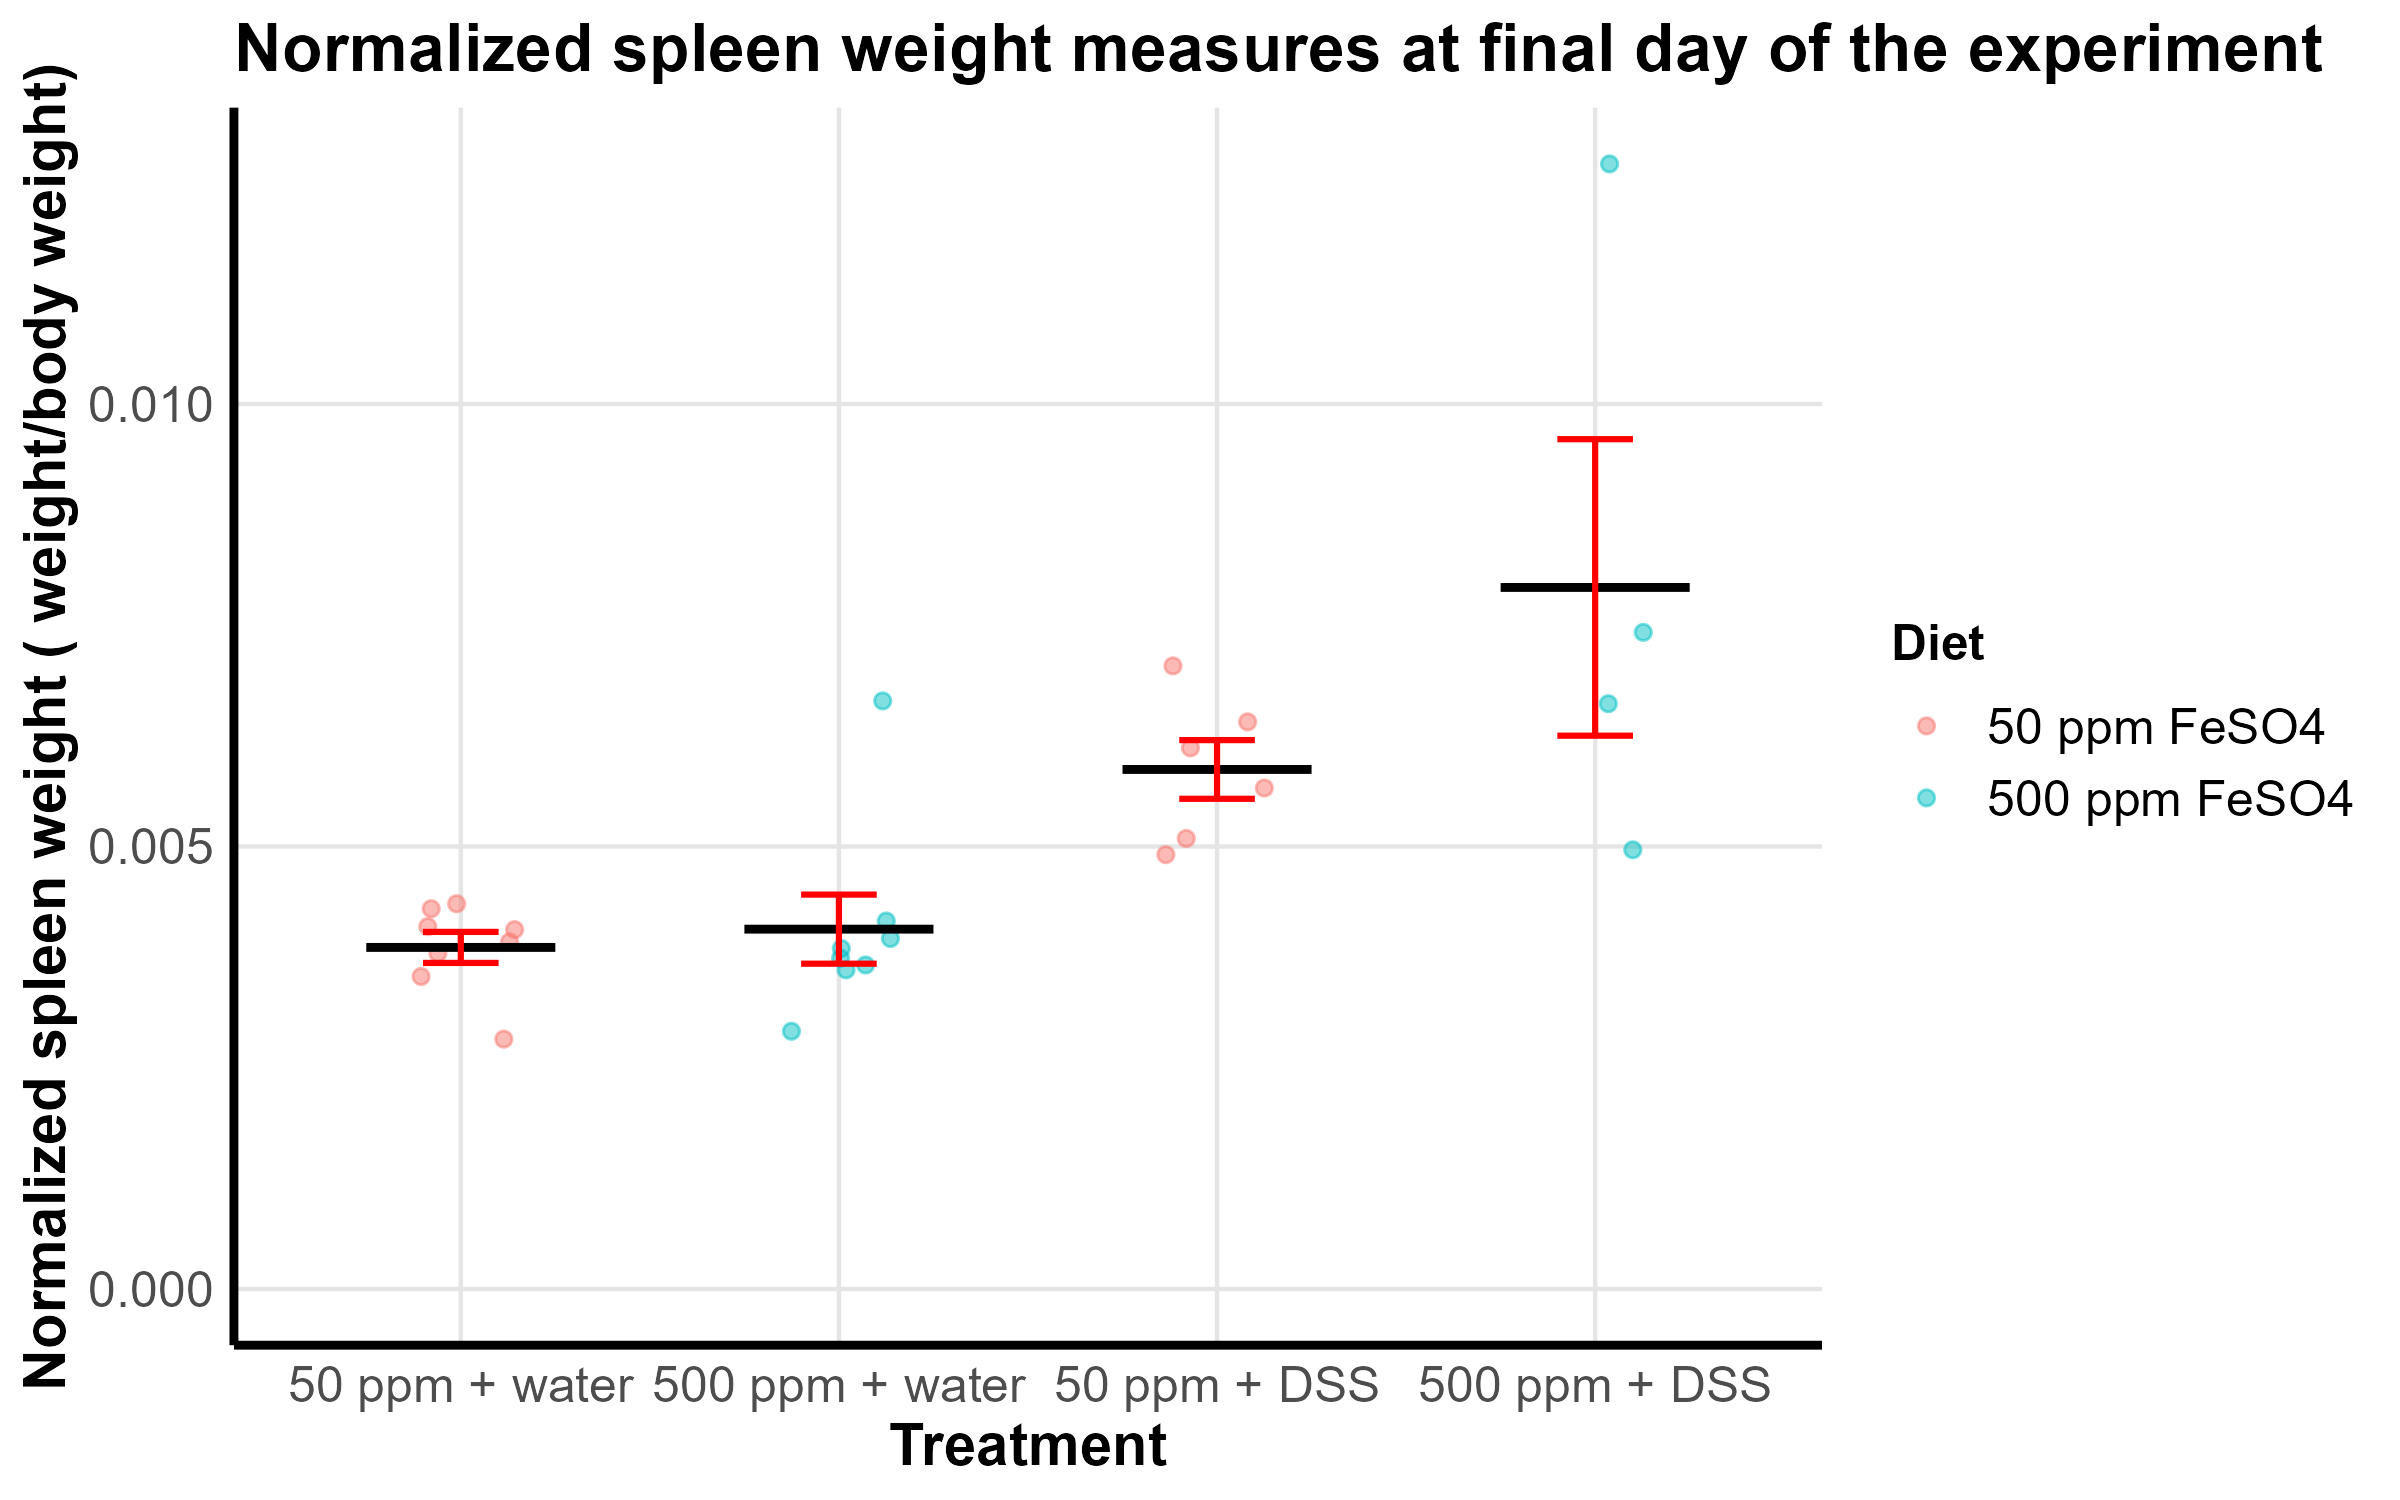 Normalized spleen weight measures at final day of the experiment
Normalized spleen weight ( weight/body weight)
0.010
0.005
0.000
50 ppm + water
500 ppm + water
50 ppm + DSS
500 ppm + DSS
Treatment
Diet
50 ppm FeSO4
500 ppm FeSO4